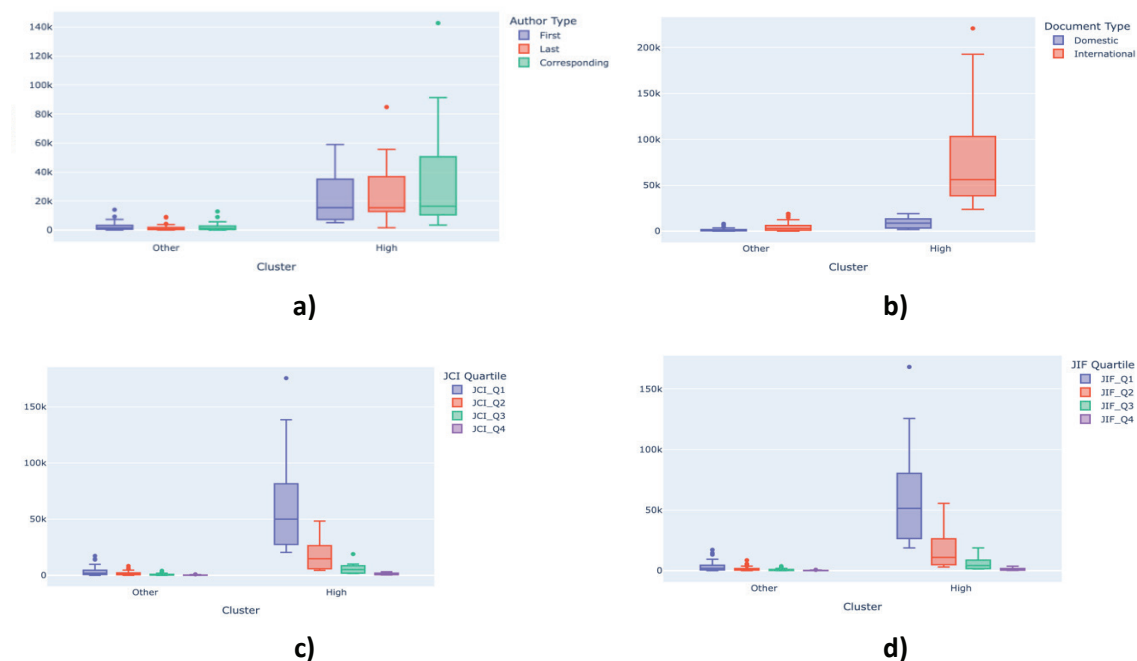 140k
120k
100k
80k
60k
40k
20k
0
Other
High
Cluster
Author Type
First
Last
Corresponding
a)
200k
150k
100k
50k
0
Other
High
Cluster
Document Type
Domestic
International
b)
150k
100k
50k
0
Other
High
Cluster
JCI Quartile
JCI_Q1
JCI_Q2
JCI_Q3
JCI_Q4
c)
150k
100k
50k
0
Other
High
Cluster
JIF Quartile
JIF_Q1
JIF_Q2
JIF_Q3
JIF_Q4
d)